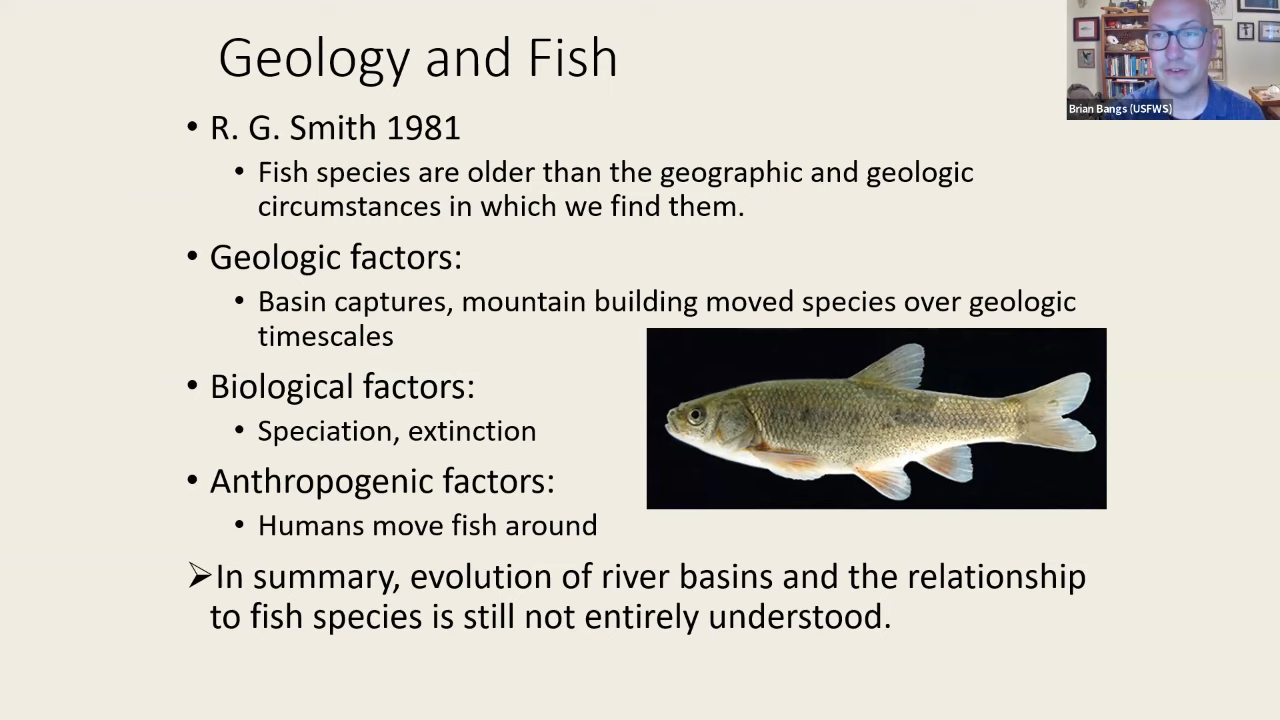 Geology and Fish
Brian Bangs (USFWS)
• R. G. Smith 1981
• Fish species are older than the geographic and geologic
circumstances in which we find them.
• Geologic factors:
• Basin captures, mountain building moved species over geologic
timescales
• Biological factors:
• Speciation, extinction
• Anthropogenic factors:
• Humans move fish around
➢In summary, evolution of river basins and the relationship
to fish species is still not entirely understood.